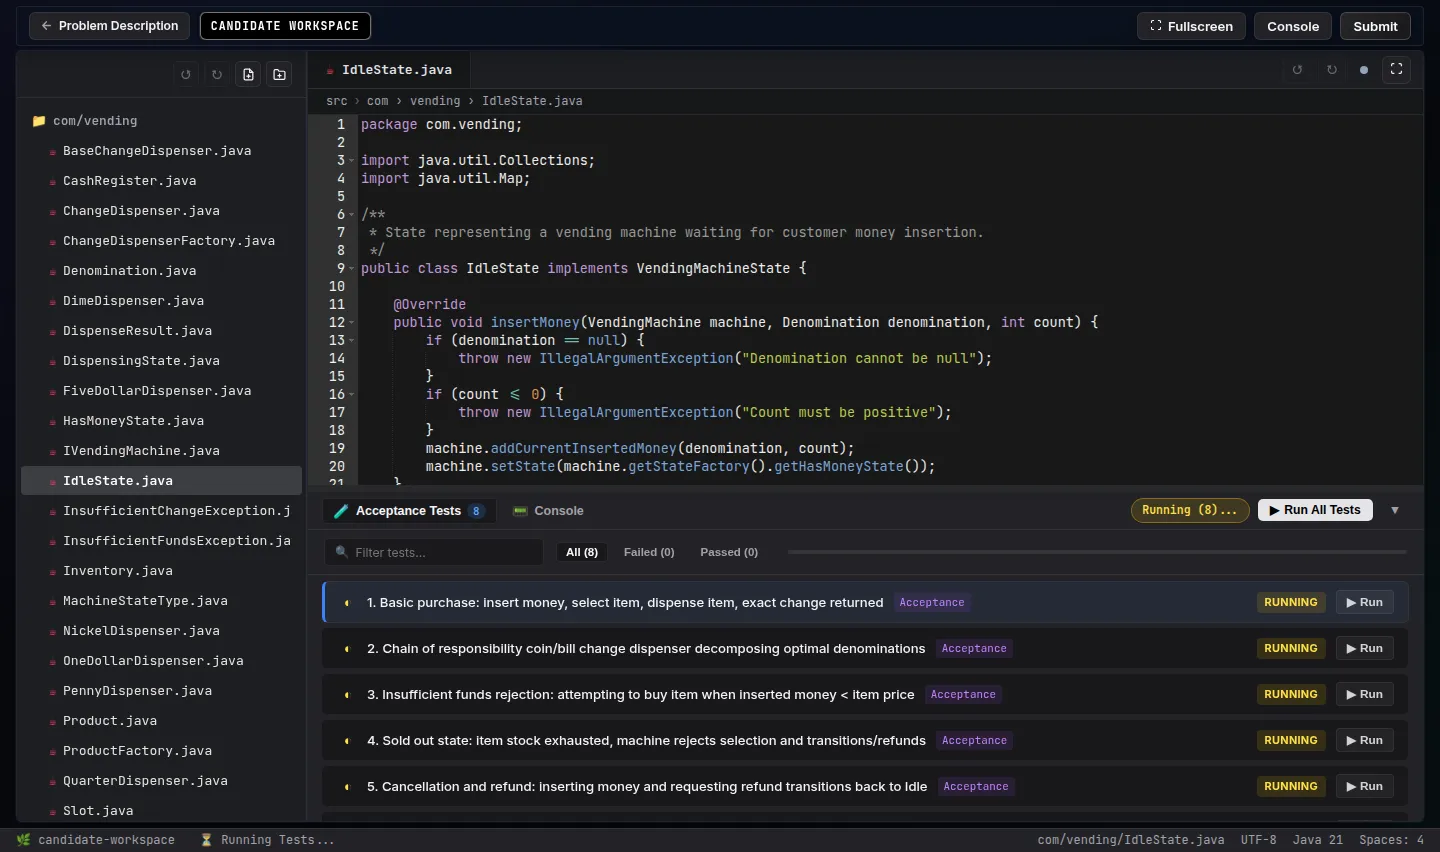 ← Problem Description
CANDIDATE WORKSPACE
Fullscreen
Console
Submit
com/vending
BaseChangeDispenser.java
CashRegister.java
ChangeDispenser.java
ChangeDispenserFactory.java
Denomination.java
DimeDispenser.java
DispenseResult.java
DispensingState.java
FiveDollarDispenser.java
HasMoneyState.java
IVendingMachine.java
IdleState.java
InsufficientChangeException.j
InsufficientFundsException.ja
Inventory.java
MachineStateType.java
NickelDispenser.java
OneDollarDispenser.java
PennyDispenser.java
Product.java
ProductFactory.java
QuarterDispenser.java
Slot.java
IdleState.java
src › com › vending › IdleState.java
1 package com.vending;
2
3 import java.util.Collections;
4 import java.util.Map;
5
6 /**
7 * State representing a vending machine waiting for customer money insertion.
8 */
9 public class IdleState implements VendingMachineState {
10
11 @Override
12 public void insertMoney(VendingMachine machine, Denomination denomination, int count) {
13 if (denomination == null) {
14 throw new IllegalArgumentException("Denomination cannot be null");
15 }
16 if (count <= 0) {
17 throw new IllegalArgumentException("Count must be positive");
18 }
19 machine.addCurrentInsertedMoney(denomination, count);
20 machine.setState(machine.getStateFactory().getHasMoneyState());
21 }
Acceptance Tests 8
Console
Running (8)...
▶ Run All Tests
▼
Filter tests...
All (8)
Failed (0)
Passed (0)
1. Basic purchase: insert money, select item, dispense item, exact change returned Acceptance RUNNING ▶ Run
2. Chain of responsibility coin/bill change dispenser decomposing optimal denominations Acceptance RUNNING ▶ Run
3. Insufficient funds rejection: attempting to buy item when inserted money < item price Acceptance RUNNING ▶ Run
4. Sold out state: item stock exhausted, machine rejects selection and transitions/refunds Acceptance RUNNING ▶ Run
5. Cancellation and refund: inserting money and requesting refund transitions back to Idle Acceptance RUNNING ▶ Run
candidate-workspace
Running Tests...
com/vending/IdleState.java
UTF-8
Java 21
Spaces: 4